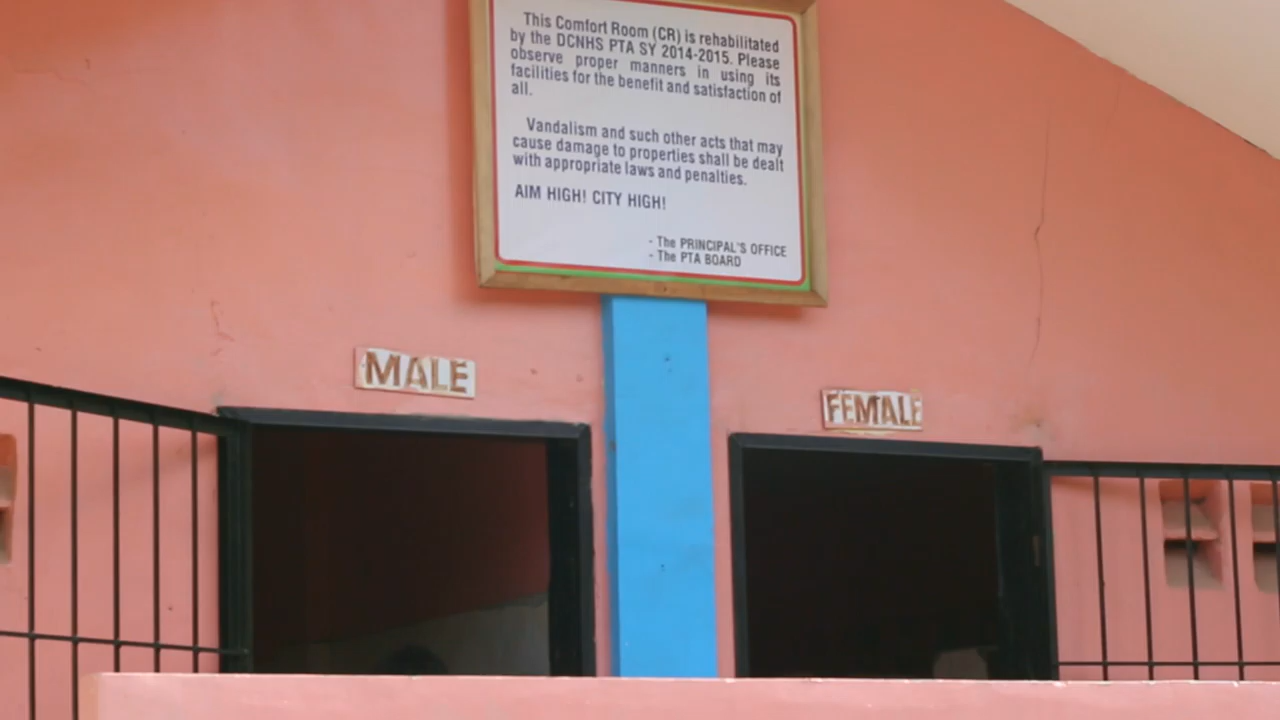 This Comfort Room (CR) is rehabilitated
by the DCNHS PTA SY 2014-2015. Please
observe proper manners in using its
facilities for the benefit and satisfaction of
all.
Vandalism and such other acts that may
cause damage to properties shall be dealt
with appropriate laws and penalties.
AIM HIGH! CITY HIGH!
- The PRINCIPAL'S OFFICE
- The PTA BOARD
MALE
FEMALE